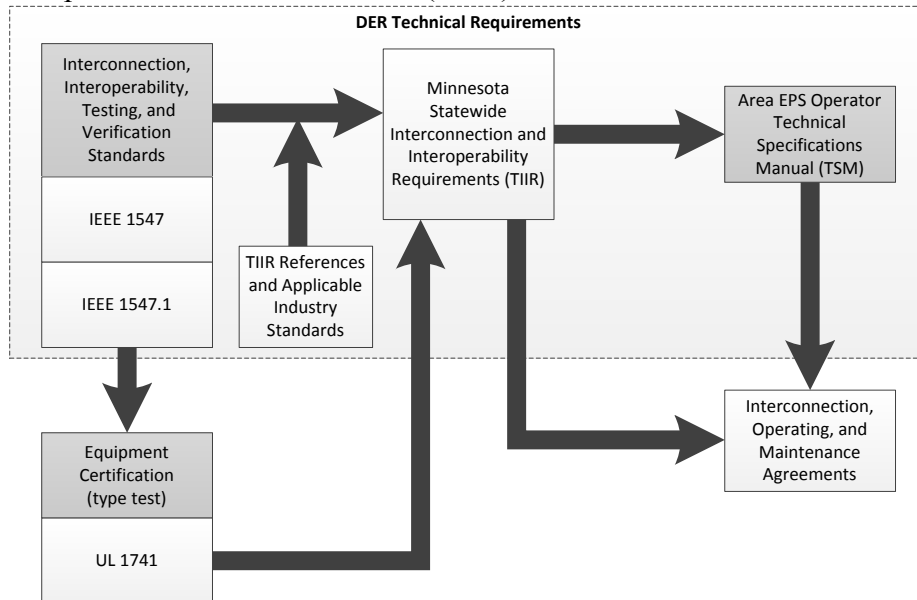 DER Technical Requirements
Interconnection,
Interoperability,
Testing, and
Verification
Standards
IEEE 1547
IEEE 1547.1
TIIR References
and Applicable
Industry
Standards
Minnesota
Statewide
Interconnection and
Interoperability
Requirements (TIIR)
Area EPS Operator
Technical
Specifications
Manual (TSM)
Interconnection,
Operating, and
Maintenance
Agreements
Equipment
Certification
(type test)
UL 1741